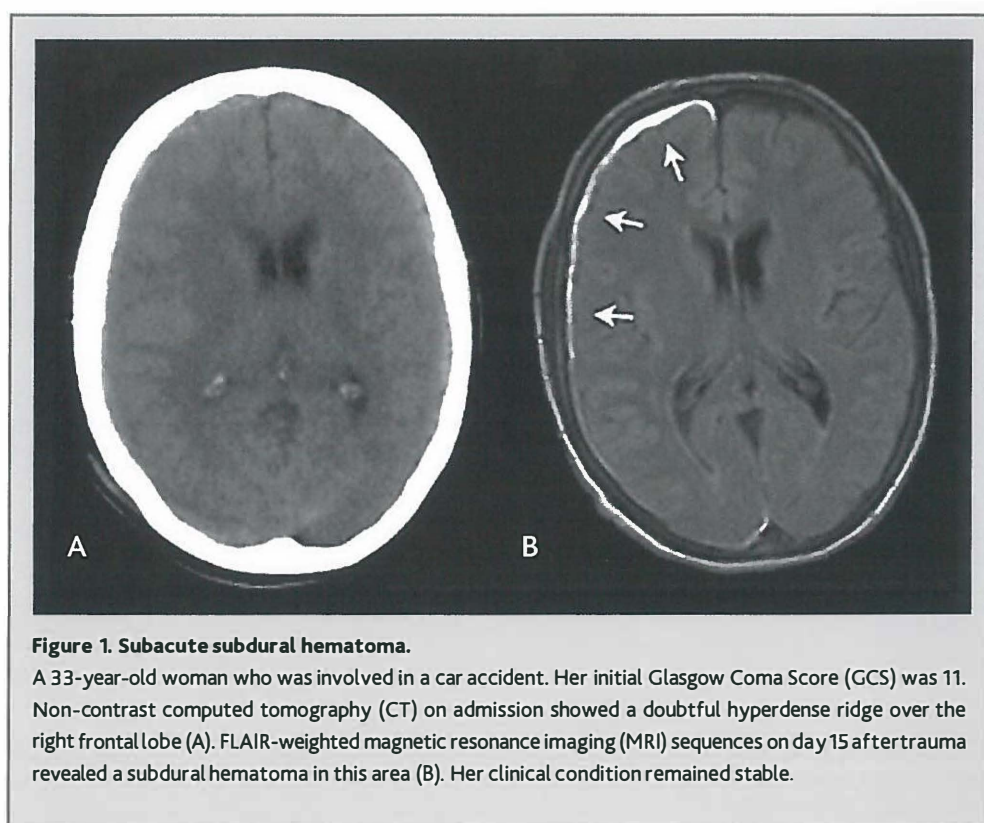 A
B
Figure 1. Subacute subdural hematoma.
A 33-year-old woman who was involved in a car accident. Her initial Glasgow Coma Score (GCS) was 11.
Non-contrast computed tomography (CT) on admission showed a doubtful hyperdense ridge over the
right frontal lobe (A). FLAIR-weighted magnetic resonance imaging (MRI) sequences on day 15 aftertrauma
revealed a subdural hematoma in this area (B). Her clinical condition remained stable.